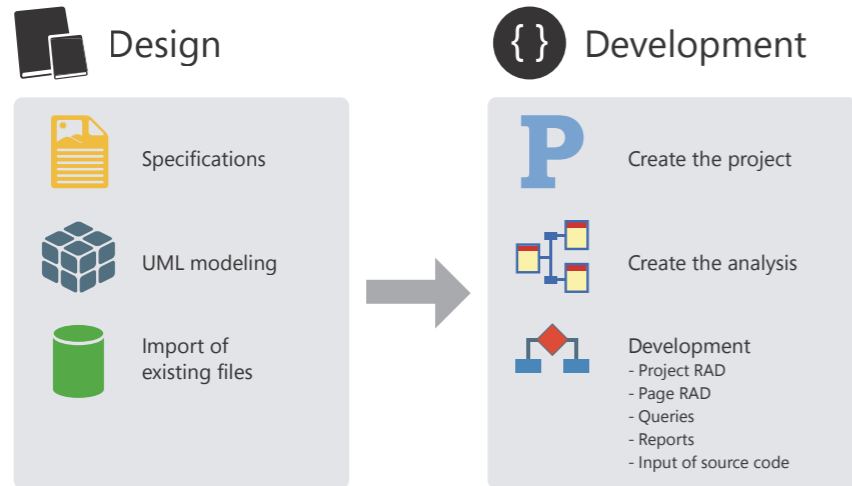 Design
Specifications
UML modeling
Import of
existing files
{ }
Development
P
Create the project
Create the analysis
Development
- Project RAD
- Page RAD
- Queries
- Reports
- Input of source code